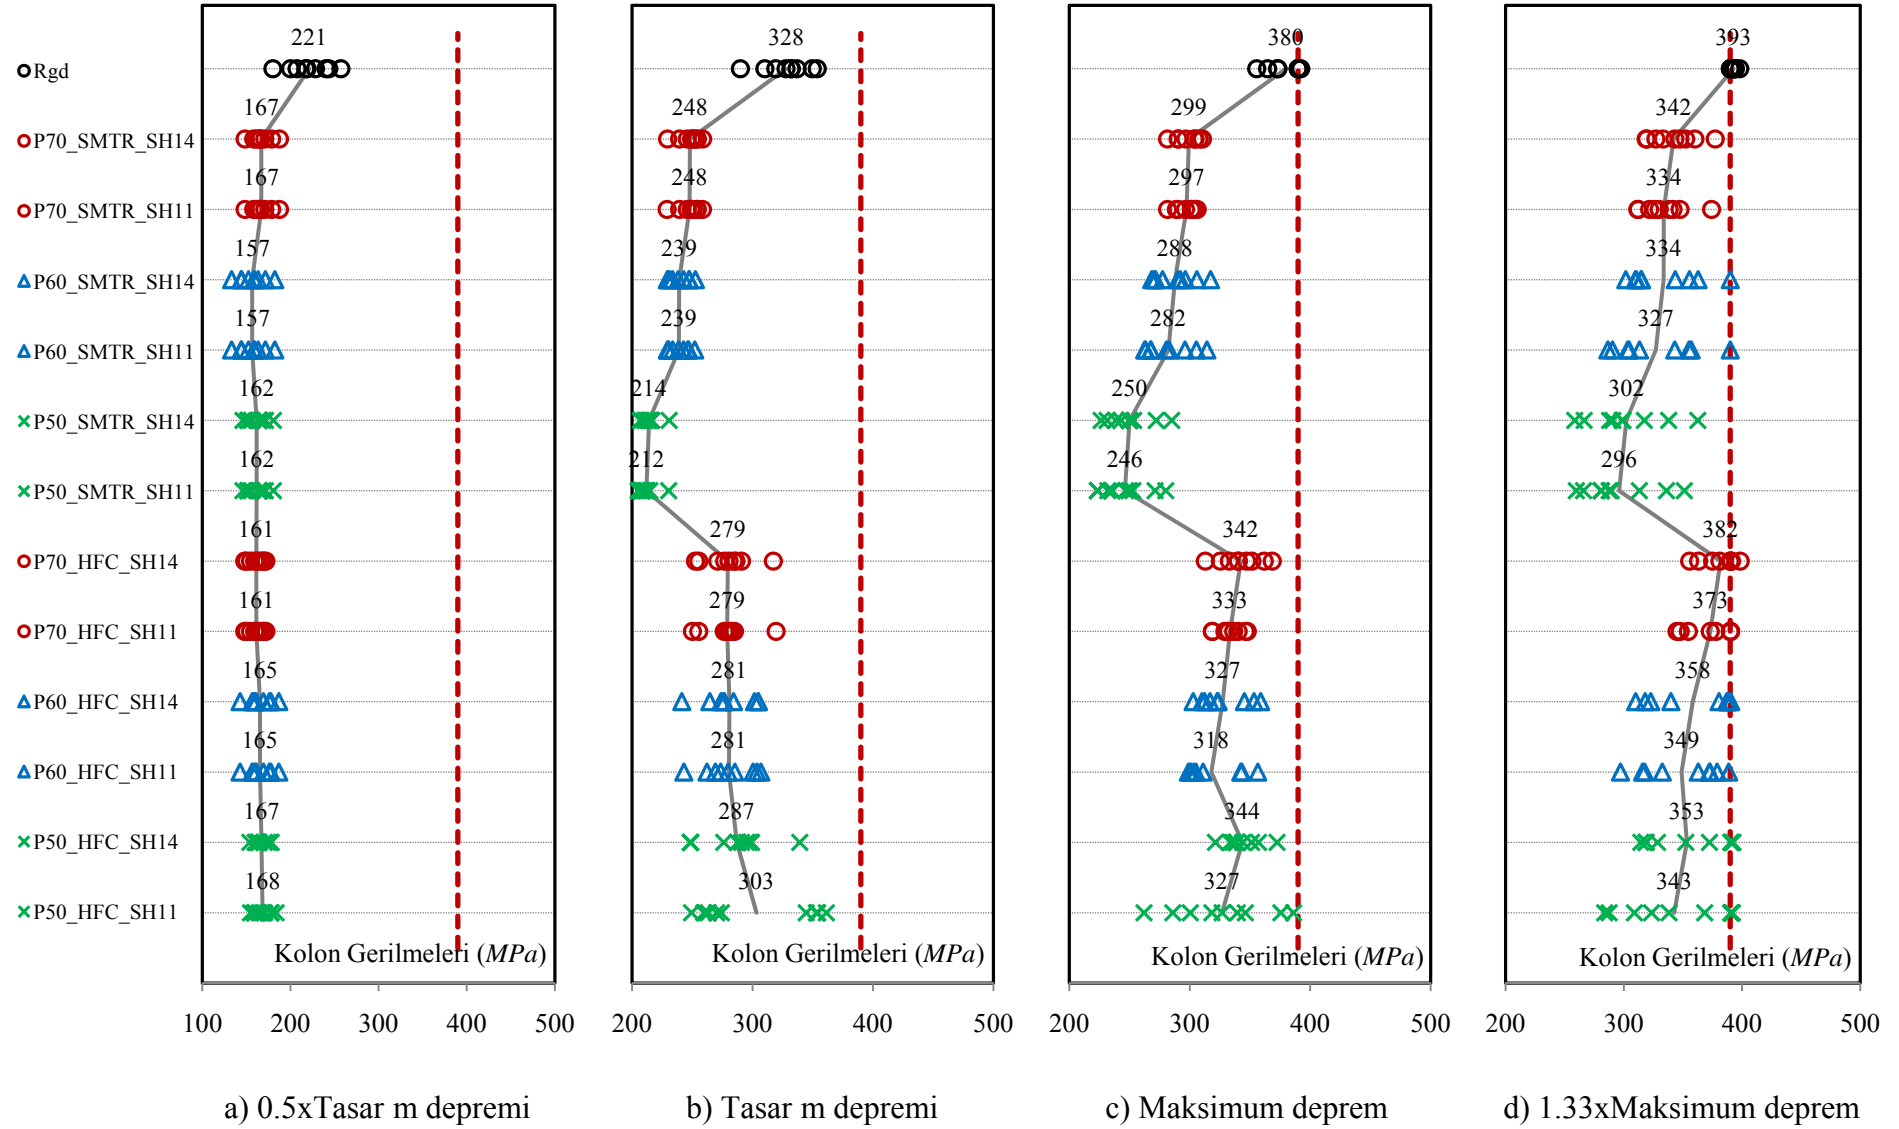 221 328 380 393
Rgd
167 248 299 342
P70_SMTR_SH14
167 248 297 334
P70_SMTR_SH11
157 239 288 334
P60_SMTR_SH14
157 239 282 327
P60_SMTR_SH11
162 214 250 302
P50_SMTR_SH14
162 212 246 296
P50_SMTR_SH11
161 279 342 382
P70_HFC_SH14
161 279 333 373
P70_HFC_SH11
165 281 327 358
P60_HFC_SH14
165 281 318 349
P60_HFC_SH11
167 287 344 353
P50_HFC_SH14
168 303 327 343
P50_HFC_SH11
Kolon Gerilmeleri (MPa) Kolon Gerilmeleri (MPa) Kolon Gerilmeleri (MPa) Kolon Gerilmeleri (MPa)
100 200 300 400 500 200 300 400 500 200 300 400 500 200 300 400 500
a) 0.5xTasar m depremi b) Tasar m depremi c) Maksimum deprem d) 1.33xMaksimum deprem